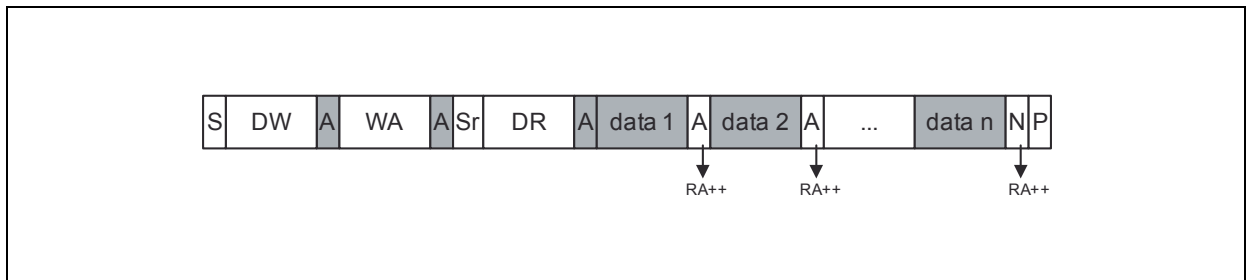 S DW A WA A Sr DR A data 1 A data 2 A ... data n N P
RA++ RA++ RA++